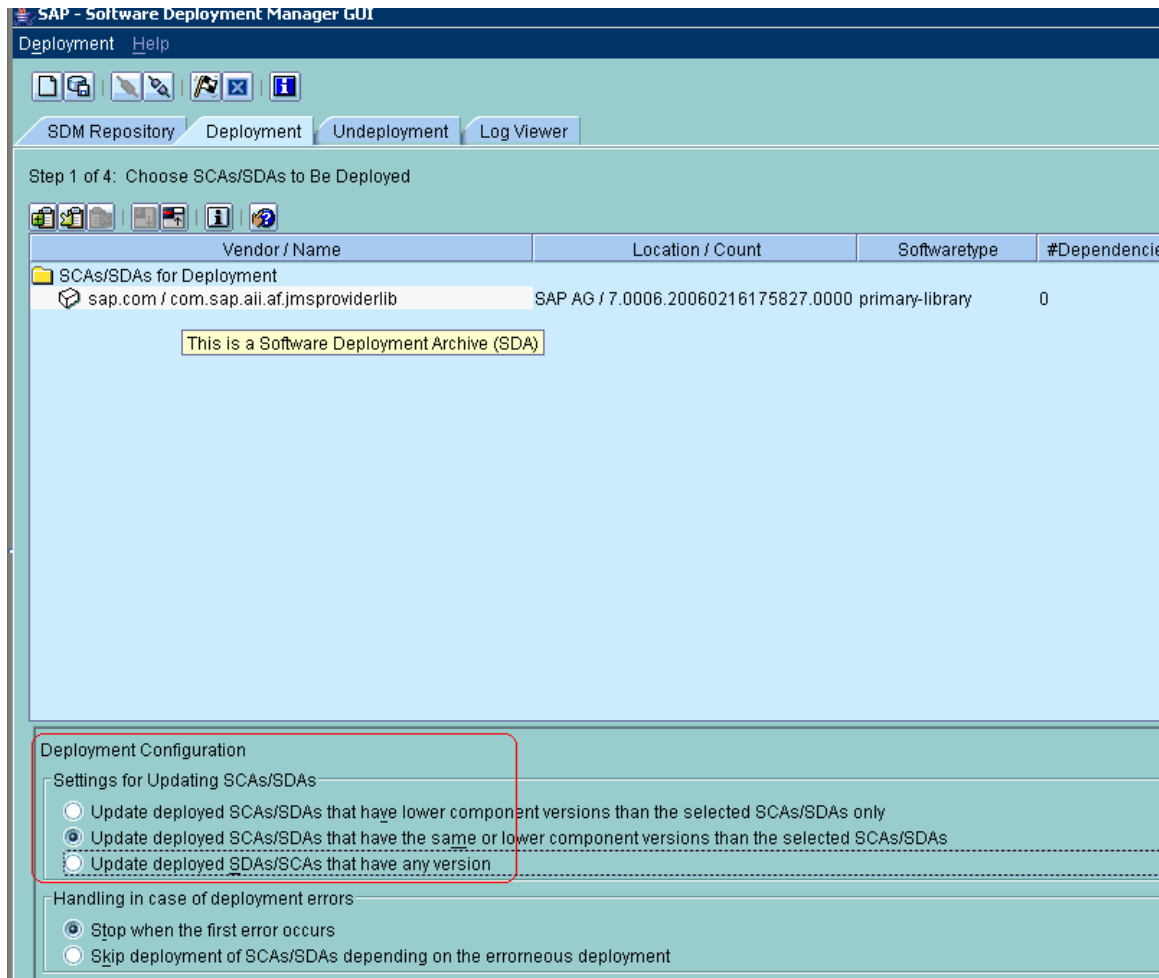 SAP - Software Deployment Manager GUI
Deployment Help
SDM Repository Deployment Undeployment Log Viewer
Step 1 of 4: Choose SCAs/SDAs to Be Deployed
Vendor / Name Location / Count Softwaretype #Dependencie
SCAs/SDAs for Deployment
sap.com / com.sap.aii.af.jmsproviderlib SAP AG / 7.0006.20060216175827.0000 primary-library 0
This is a Software Deployment Archive (SDA)
Deployment Configuration
Settings for Updating SCAs/SDAs
Update deployed SCAs/SDAs that have lower component versions than the selected SCAs/SDAs only
Update deployed SCAs/SDAs that have the same or lower component versions than the selected SCAs/SDAs
Update deployed SDAs/SCAs that have any version
Handling in case of deployment errors
Stop when the first error occurs
Skip deployment of SCAs/SDAs depending on the errorneous deployment